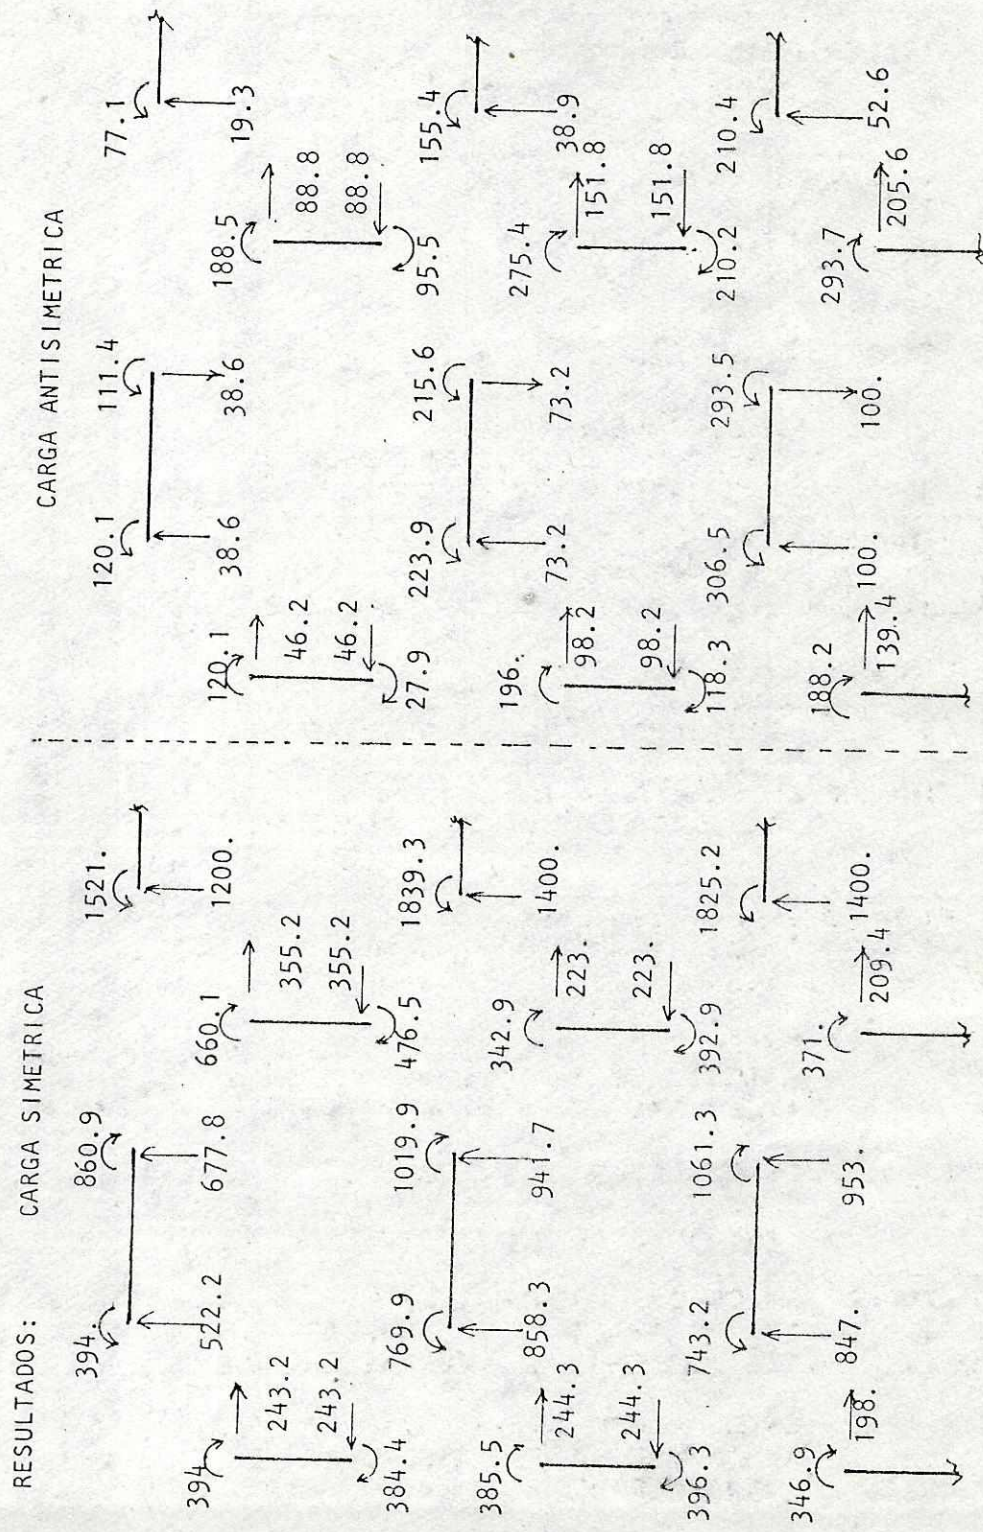 RESULTADOS: CARGA SIMETRICA CARGA ANTISIMETRICA
394. 860.9 1521. 120.1 111.4 77.1
522.2 677.8 1200. 38.6 38.6 19.3
394 660.1 120.1 188.5
243.2 355.2 46.2 88.8
243.2 355.2 46.2 88.8
384.4 476.5 27.9 95.5
769.9 1019.9 1839.3 223.9 215.6 155.4
858.3 941.7 1400. 73.2 73.2 38.9
385.5 342.9 196. 275.4
244.3 223. 98.2 151.8
244.3 223. 98.2 151.8
396.3 392.9 118.3 210.2
743.2 1061.3 1825.2 306.5 293.5 210.4
847. 953. 1400. 100. 100. 52.6
346.9 371. 188.2 293.7
198. 209.4 139.4 205.6